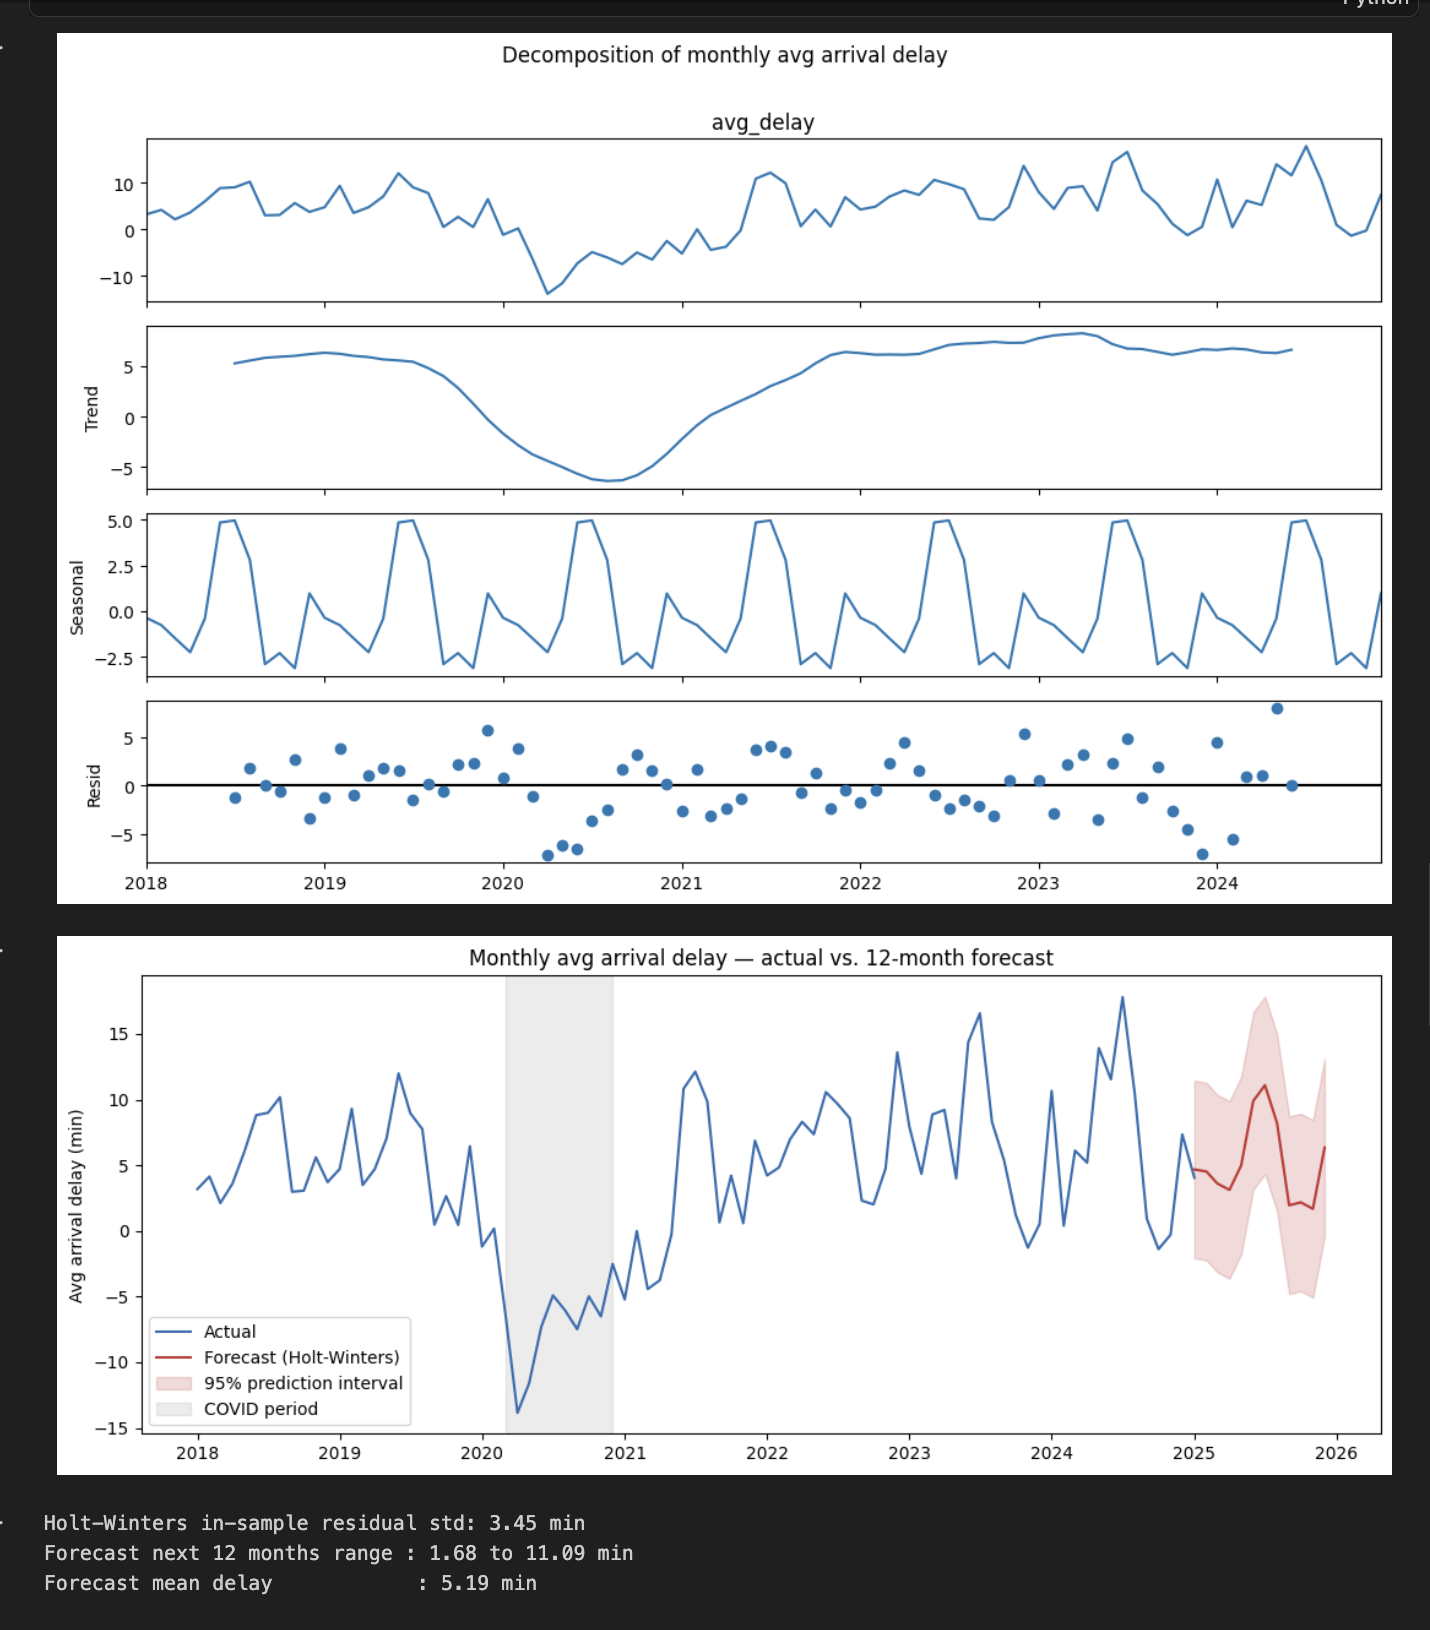 Python
Decomposition of monthly avg arrival delay
avg_delay
10
0
−10
Trend
5
0
−5
Seasonal
5.0
2.5
0.0
−2.5
Resid
5
0
−5
2018 2019 2020 2021 2022 2023 2024
Monthly avg arrival delay — actual vs. 12-month forecast
Avg arrival delay (min)
15
10
5
0
−5
−10
−15
Actual
Forecast (Holt-Winters)
95% prediction interval
COVID period
2018 2019 2020 2021 2022 2023 2024 2025 2026
Holt-Winters in-sample residual std: 3.45 min
Forecast next 12 months range : 1.68 to 11.09 min
Forecast mean delay : 5.19 min